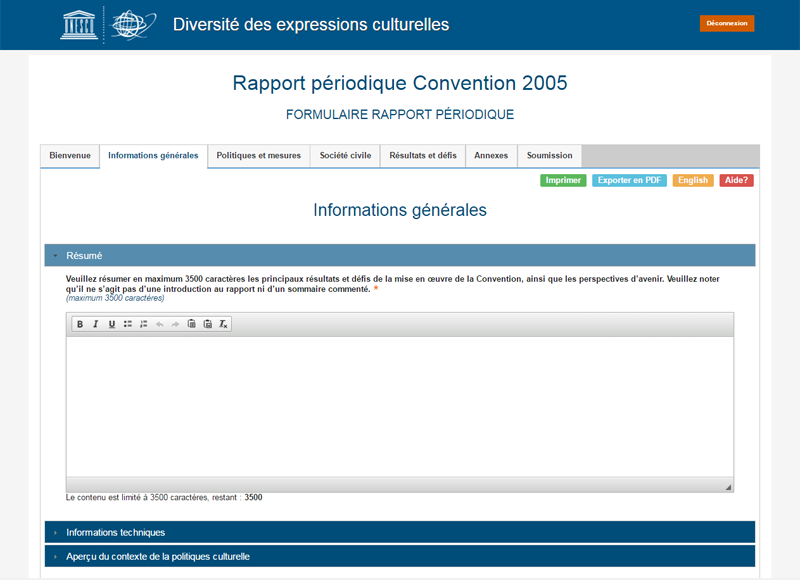 Diversité des expressions culturelles
Déconnexion
Rapport périodique Convention 2005
FORMULAIRE RAPPORT PÉRIODIQUE
Bienvenue
Informations générales
Politiques et mesures
Société civile
Résultats et défis
Annexes
Soumission
Imprimer
Exporter en PDF
English
Aide?
Informations générales
Résumé
Veuillez résumer en maximum 3500 caractères les principaux résultats et défis de la mise en œuvre de la Convention, ainsi que les perspectives d'avenir. Veuillez noter
qu'il ne s'agit pas d'une introduction au rapport ni d'un sommaire commenté. *
(maximum 3500 caractères)
B I U
Le contenu est limité à 3500 caractères, restant : 3500
Informations techniques
Aperçu du contexte de la politiques culturelle